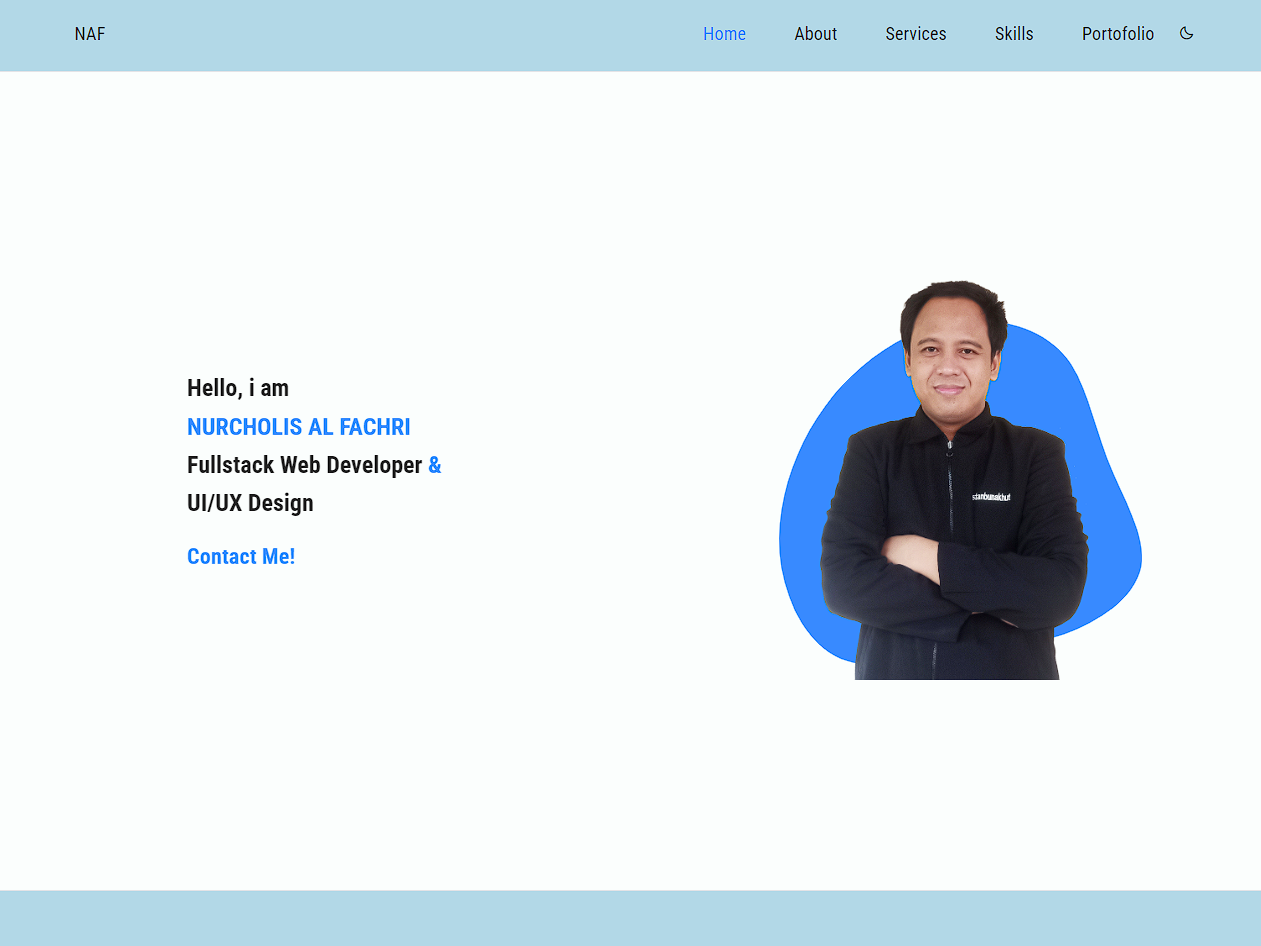 NAF
Home About Services Skills Portofolio
Hello, i am
NURCHOLIS AL FACHRI
Fullstack Web Developer &
UI/UX Design
Contact Me!